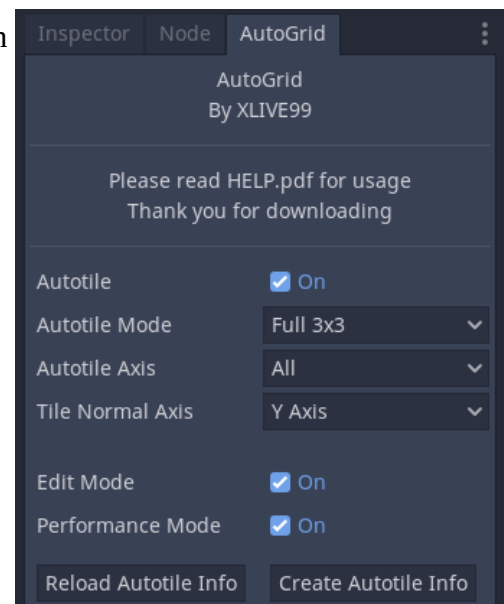 n
Inspector Node AutoGrid
AutoGrid
By XLIVE99
Please read HELP.pdf for usage
Thank you for downloading
Autotile On
Autotile Mode Full 3x3
Autotile Axis All
Tile Normal Axis Y Axis
Edit Mode On
Performance Mode On
Reload Autotile Info Create Autotile Info